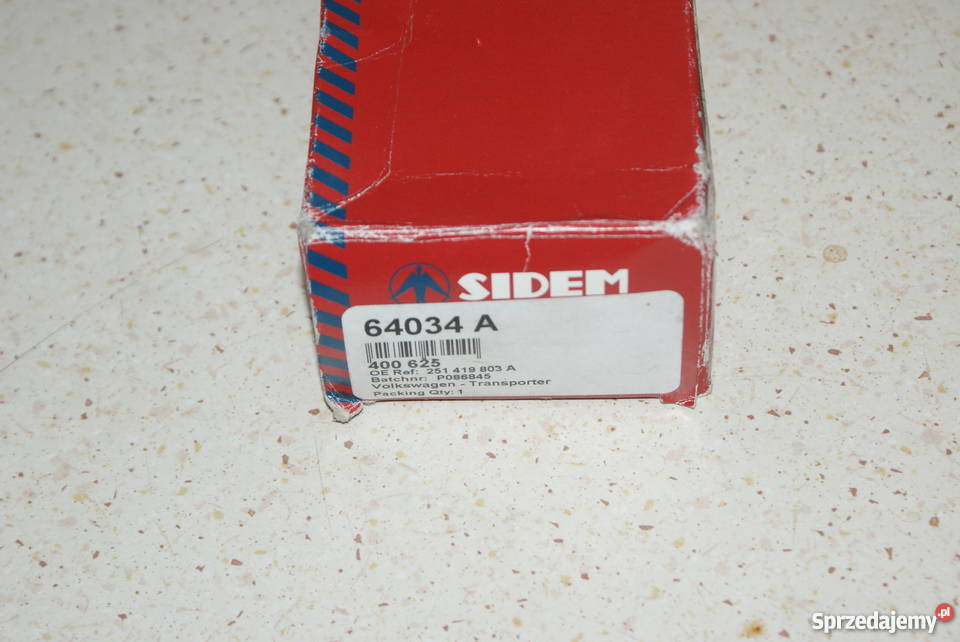 SIDEM
64034 A
400 625
OE Ref: 251 419 803 A
Batchnr: P086845
Volkswagen - Transporter
Packing Qty: 1
Sprzedajemy.pl